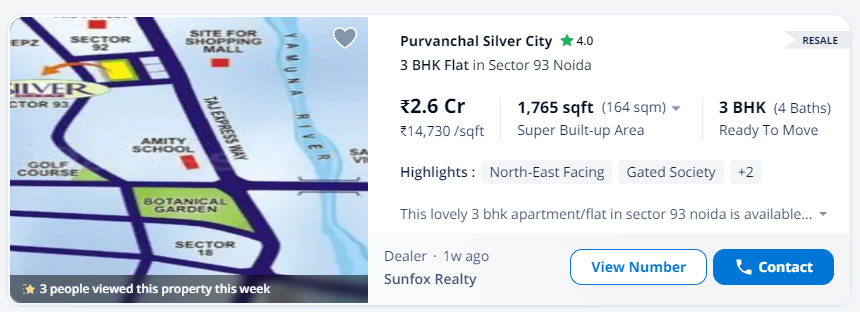 EPZ
SECTOR
92
SITE FOR
SHOPPING
MALL
SILVER
CTOR 93
YAMUNA RIVER
TAJ EXPRESS WAY
AMITY
SCHOOL
GOLF
COURSE
SA
VI
BOTANICAL
GARDEN
SECTOR
18
3 people viewed this property this week
Purvanchal Silver City 4.0
RESALE
3 BHK Flat in Sector 93 Noida
₹2.6 Cr
₹14,730 /sqft
1,765 sqft (164 sqm)
Super Built-up Area
3 BHK (4 Baths)
Ready To Move
Highlights : North-East Facing Gated Society +2
This lovely 3 bhk apartment/flat in sector 93 noida is available...
Dealer · 1w ago
Sunfox Realty
View Number
Contact